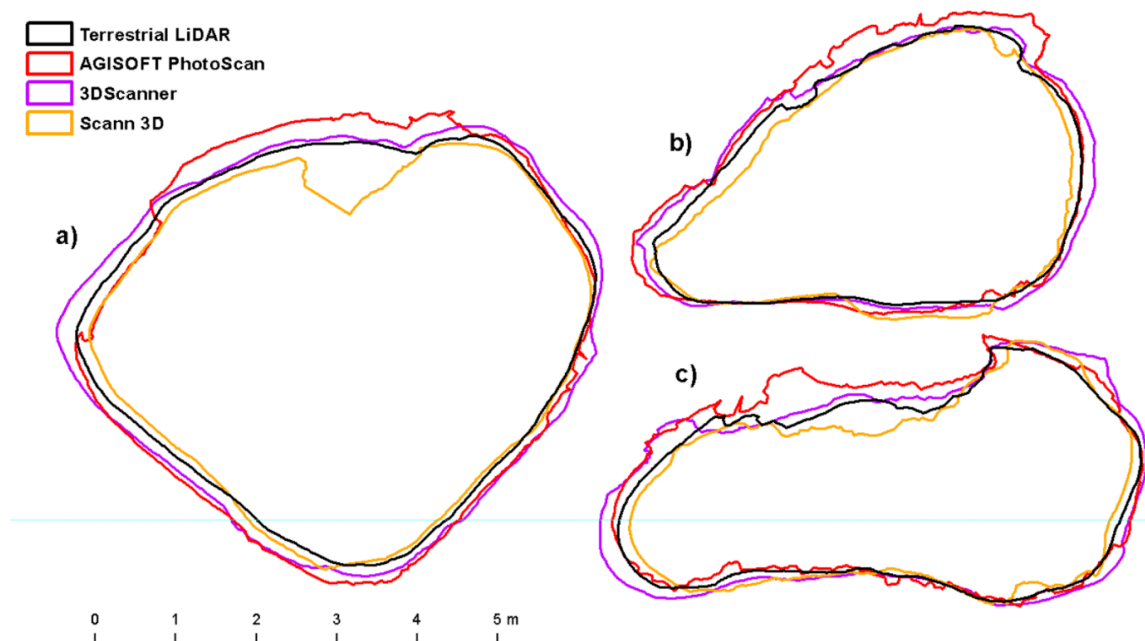 Terrestrial LiDAR
AGISOFT PhotoScan
3DScanner
Scann 3D
a)
b)
c)
0 1 2 3 4 5 m